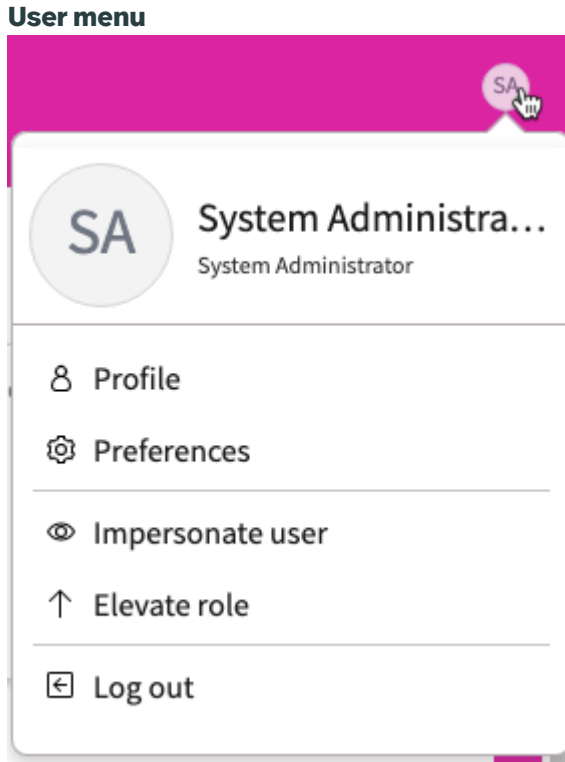 User menu
SA
SA
System Administra...
System Administrator
Profile
Preferences
Impersonate user
Elevate role
Log out